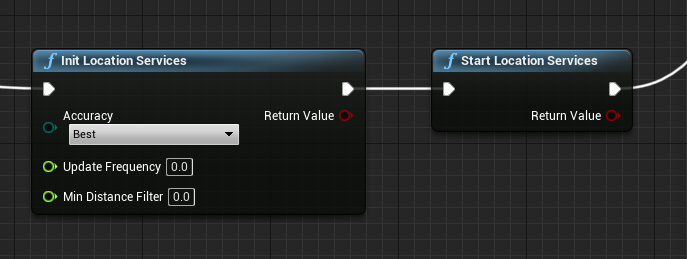 Init Location Services
Accuracy
Best
Return Value
Update Frequency 0.0
Min Distance Filter 0.0
Start Location Services
Return Value